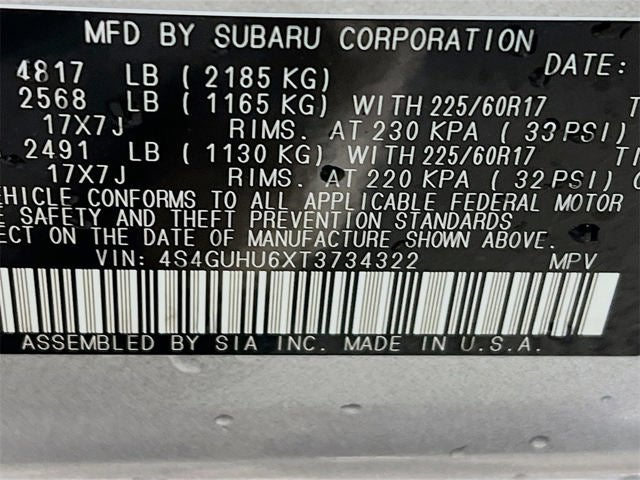 MFD BY SUBARU CORPORATION
DATE:
4817 LB (2185 KG)
2568 LB (1165 KG) WITH 225/60R17
17X7J RIMS. AT 230 KPA (33 PSI)
2491 LB (1130 KG) WITH 225/60R17
17X7J RIMS. AT 220 KPA (32 PSI)
VEHICLE CONFORMS TO ALL APPLICABLE FEDERAL MOTOR
SAFETY AND THEFT PREVENTION STANDARDS
ECT ON THE DATE OF MANUFACTURE SHOWN ABOVE.
VIN: 4S4GUHU6XT3734322 MPV
ASSEMBLED BY SIA INC. MADE IN U.S.A.